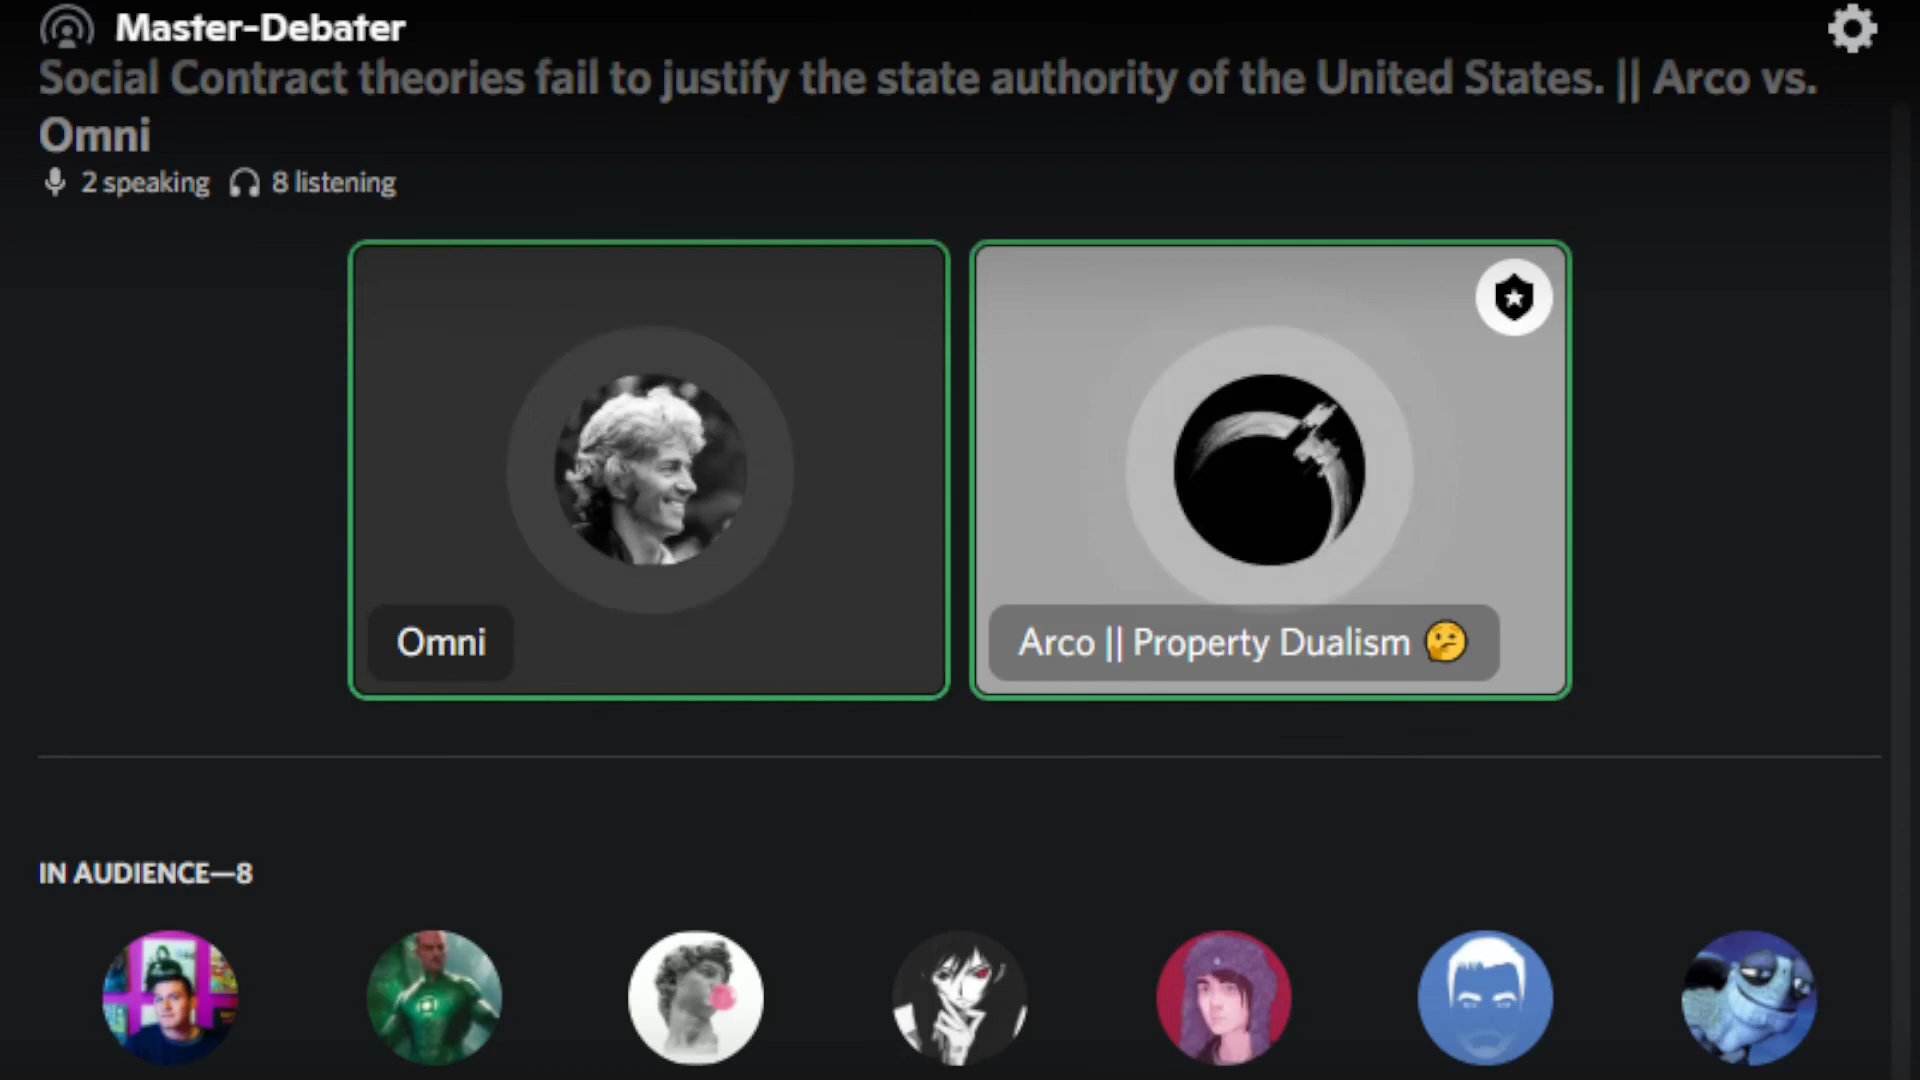 Master-Debater
Social Contract theories fail to justify the state authority of the United States. || Arco vs.
Omni
2 speaking 8 listening
Omni
Arco || Property Dualism 🤔
IN AUDIENCE—8